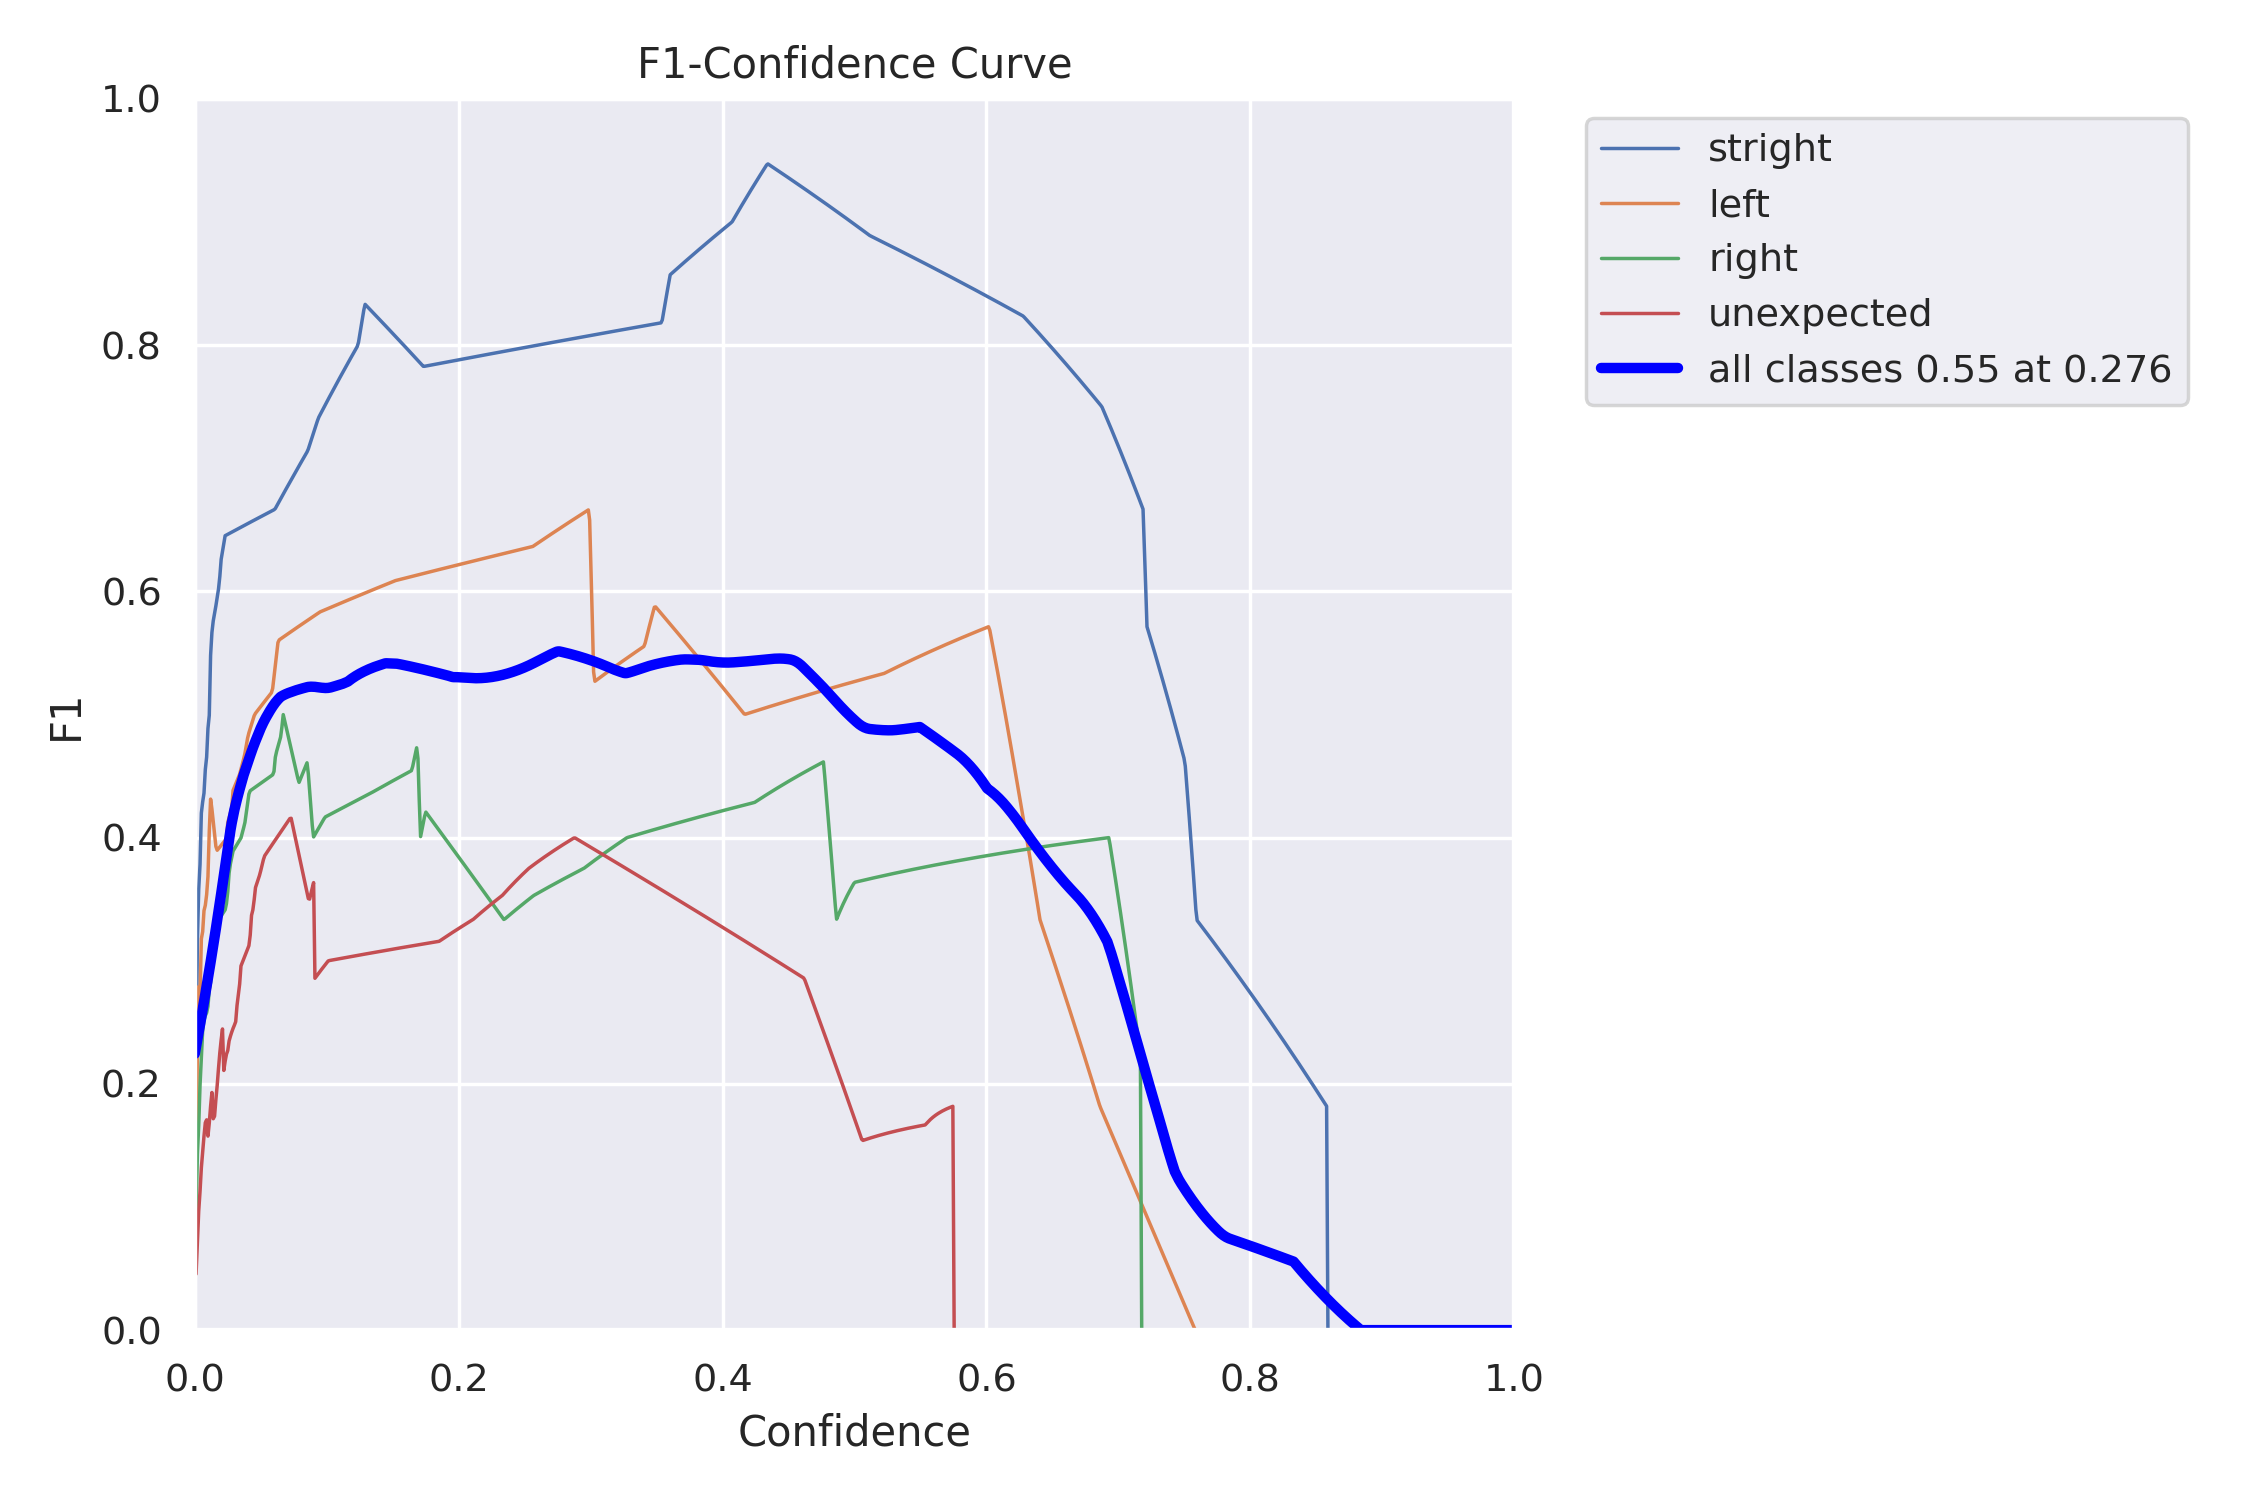 F1-Confidence Curve
1.0
0.8
0.6
0.4
0.2
0.0
F1
0.0 0.2 0.4 0.6 0.8 1.0
Confidence
stright
left
right
unexpected
all classes 0.55 at 0.276